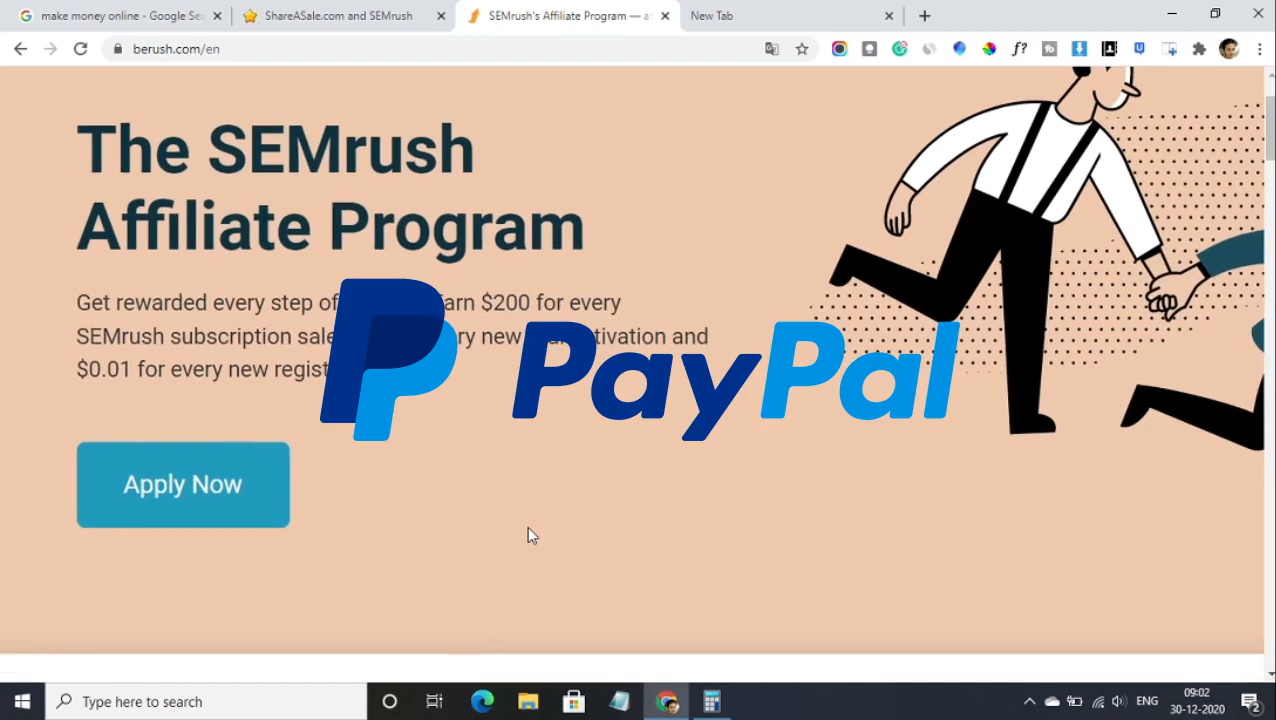 make money online - Google Se
ShareASale.com and SEMrush
SEMrush's Affiliate Program — a
New Tab
berush.com/en
The SEMrush
Affiliate Program
Get rewarded every step of arn $200 for every
SEMrush subscription sale ry new activation and
$0.01 for every new regist
PayPal
Apply Now
Type here to search
ENG
09:02
30-12-2020
2